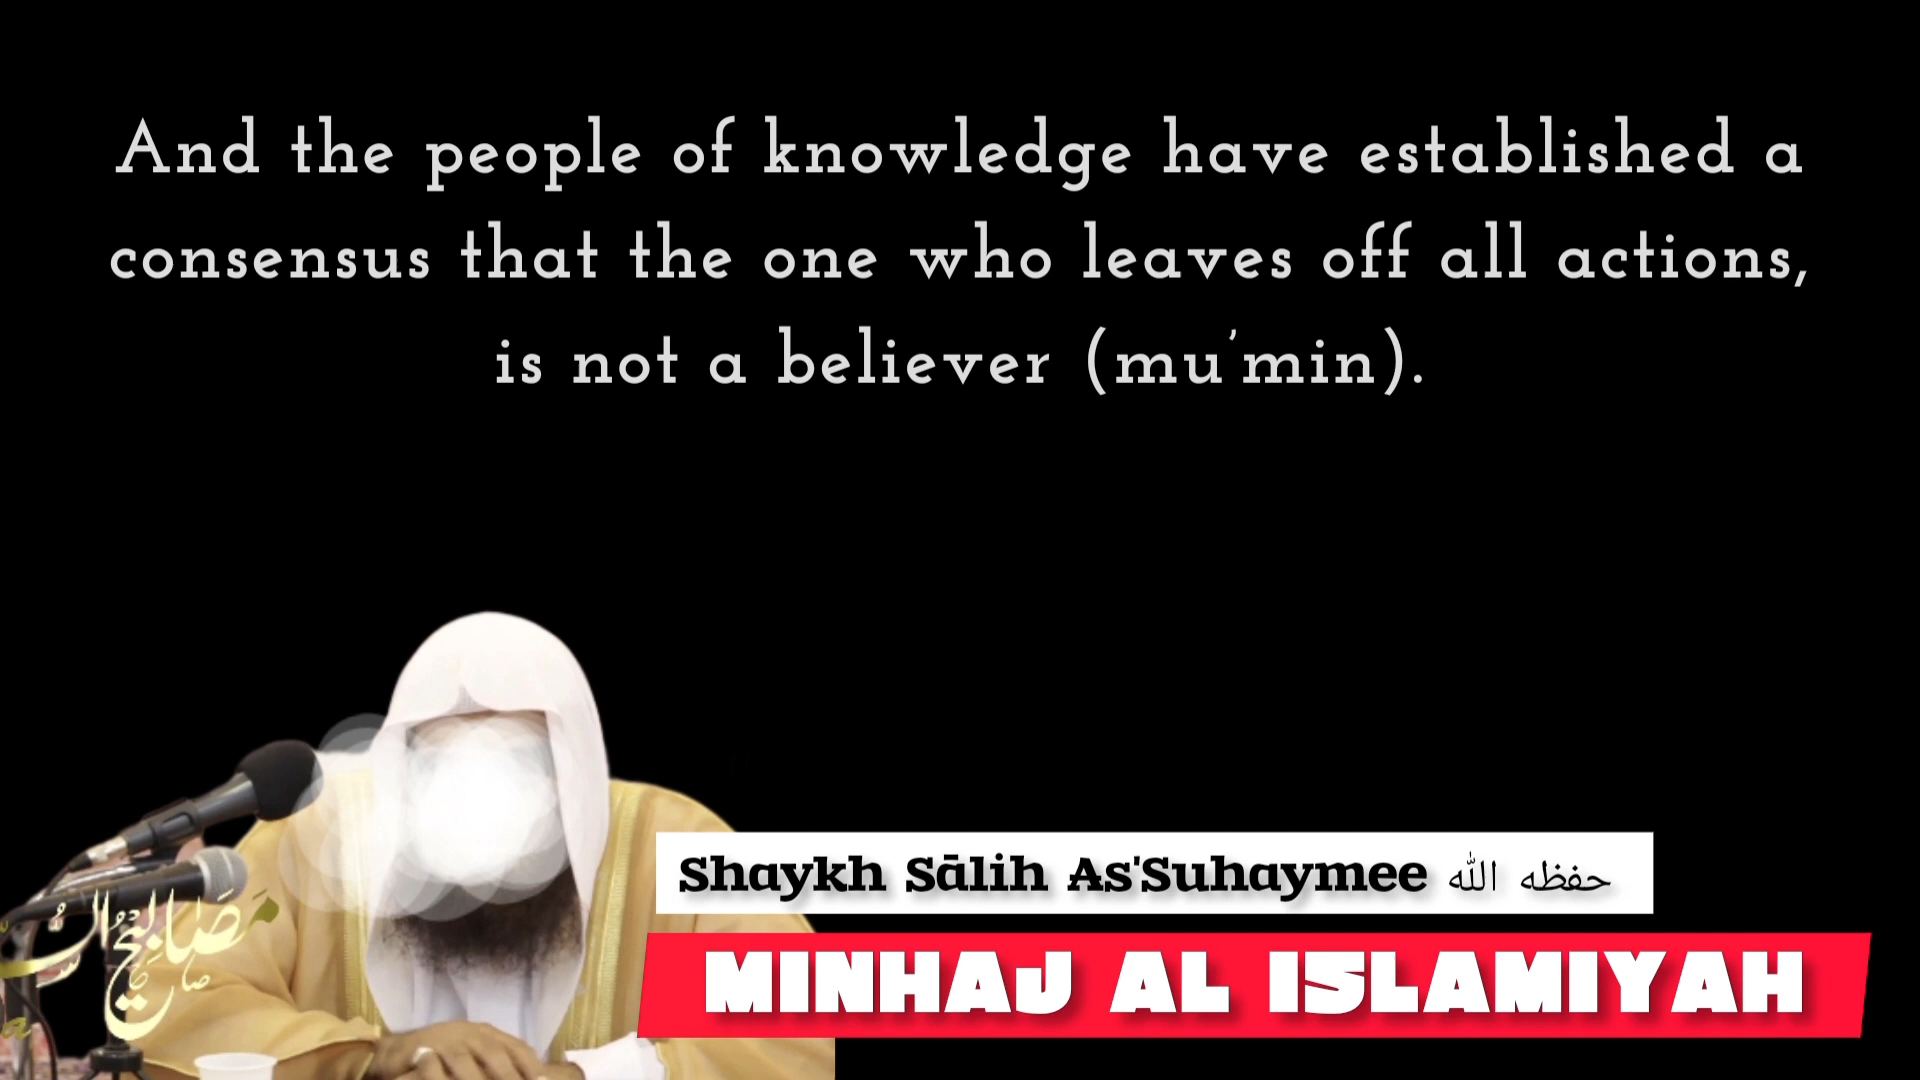 And the people of knowledge have established a
consensus that the one who leaves off all actions,
is not a believer (mu’min).
Shaykh Sālih As'Suhaymee حفظه الله
MINHAJ AL ISLAMIYAH